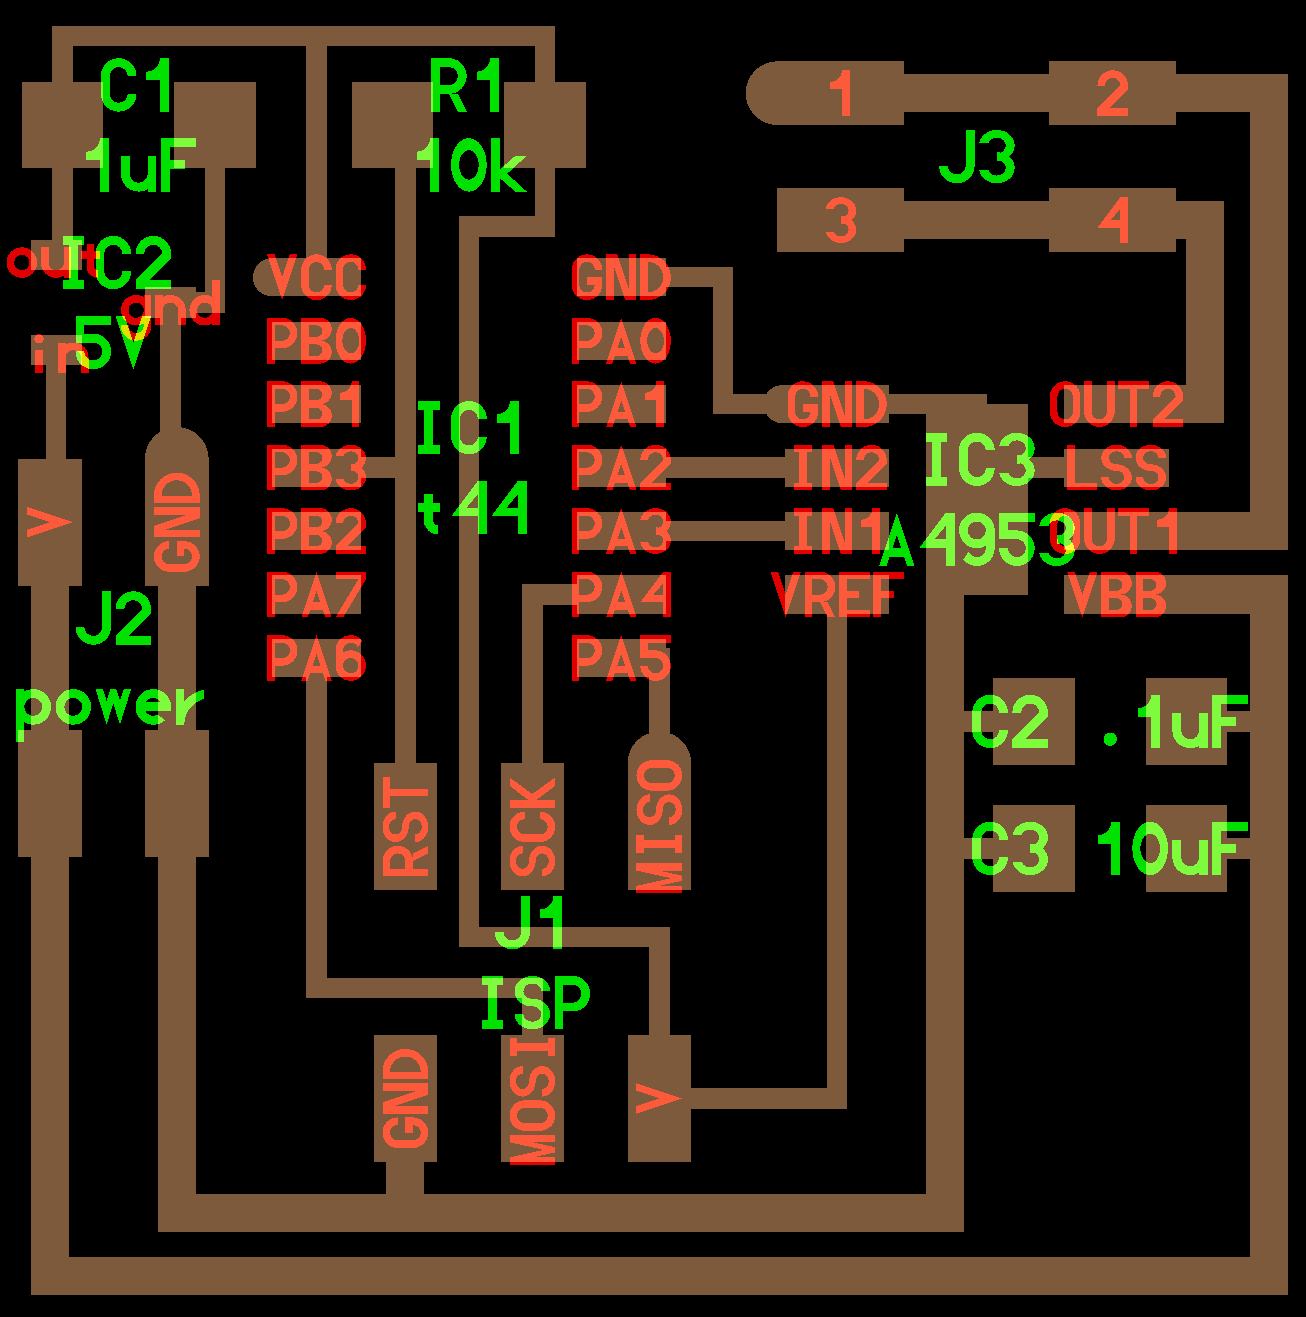 C1
1uF
R1
10k
1
2
J3
3
4
out
IC2
gnd
5V
in
VCC
PB0
PB1
PB3
PB2
PA7
PA6
IC1
t44
GND
PA0
PA1
PA2
PA3
PA4
PA5
GND
IN2
IN1
VREF
IC3
A4953
OUT2
LSS
OUT1
VBB
V
GND
J2
power
C2
.1uF
C3
10uF
RST
SCK
MISO
J1
ISP
GND
MOSI
V